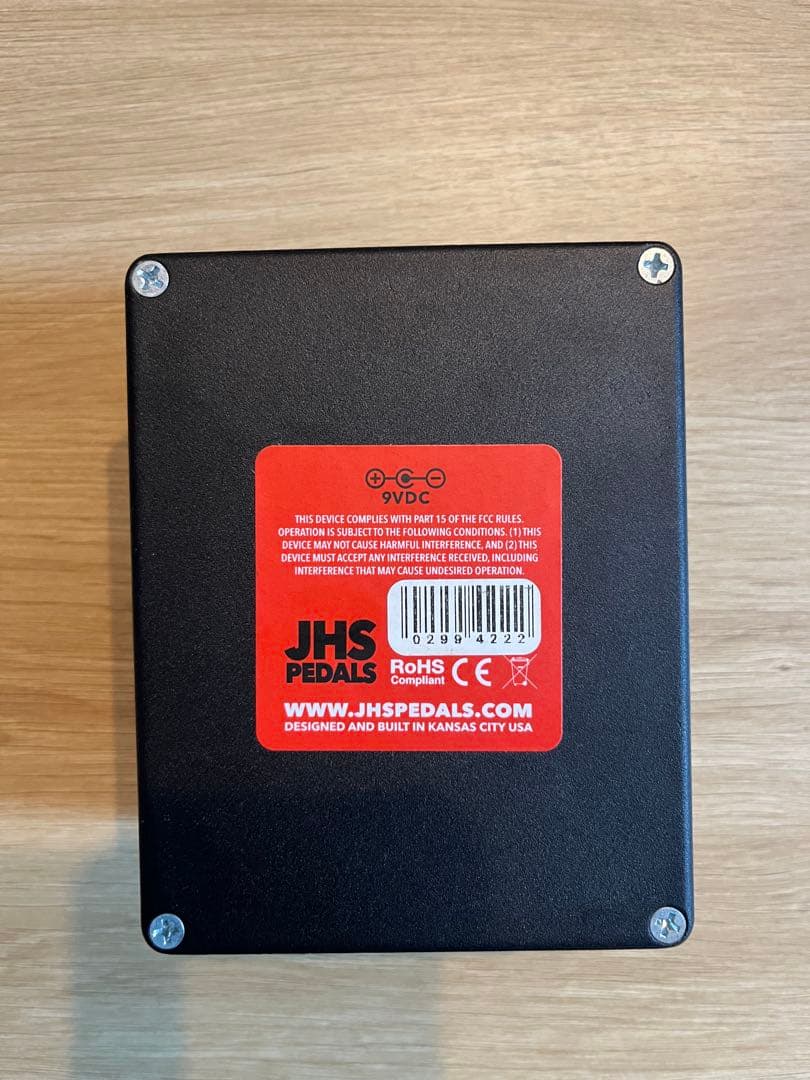 9VDC
THIS DEVICE COMPLIES WITH PART 15 OF THE FCC RULES.
OPERATION IS SUBJECT TO THE FOLLOWING CONDITIONS. (1) THIS
DEVICE MAY NOT CAUSE HARMFUL INTERFERENCE, AND (2) THIS
DEVICE MUST ACCEPT ANY INTERFERENCE RECEIVED, INCLUDING
INTERFERENCE THAT MAY CAUSE UNDESIRED OPERATION.
02994222
JHS
PEDALS
RoHS
Compliant
CE
WWW.JHSPEDALS.COM
DESIGNED AND BUILT IN KANSAS CITY USA